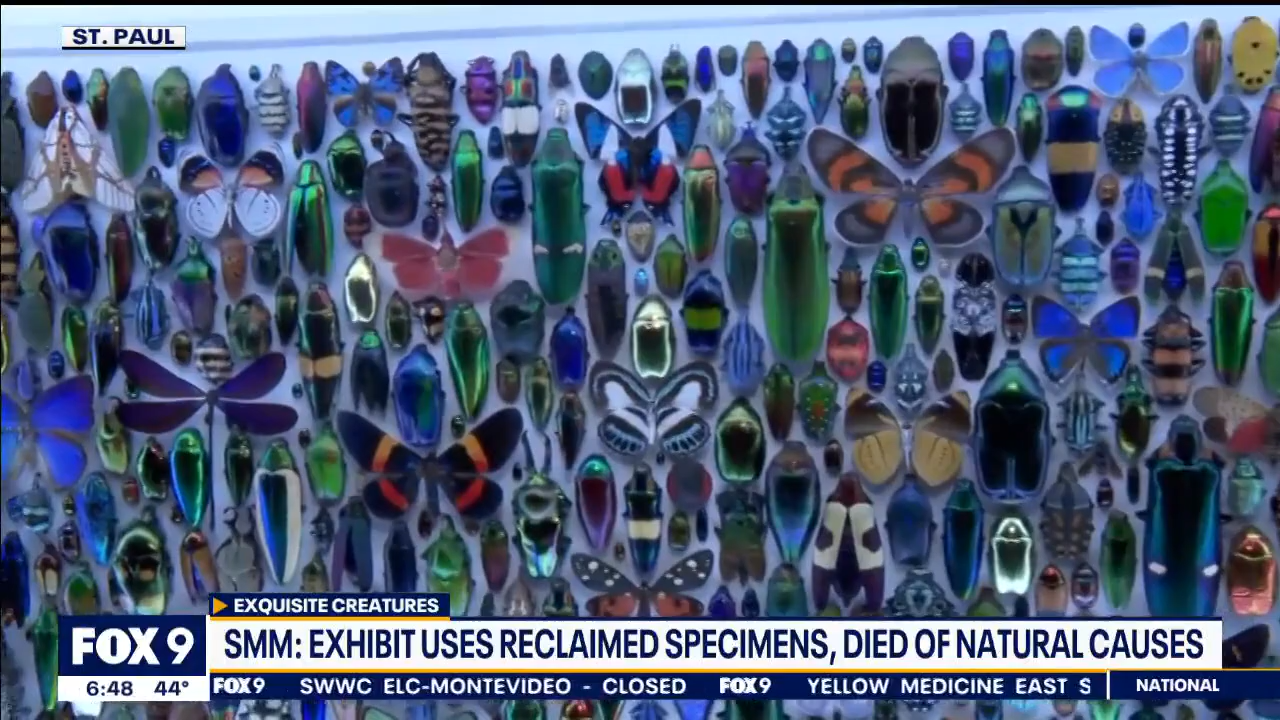 ST. PAUL
EXQUISITE CREATURES
FOX 9
SMM: EXHIBIT USES RECLAIMED SPECIMENS, DIED OF NATURAL CAUSES
6:48 44°
FOX 9 SWWC ELC-MONTEVIDEO - CLOSED FOX 9 YELLOW MEDICINE EAST S
NATIONAL